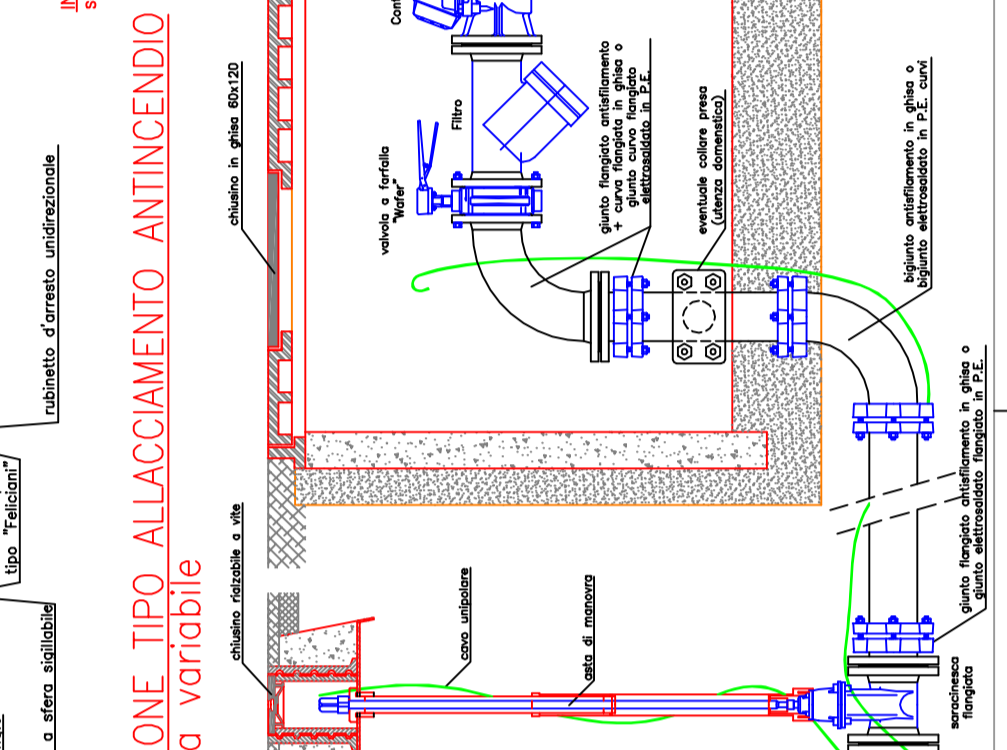 rubinetto d'arresto unidirezionale
tipo "Feliciani"
a sfera sigillabile
ONE TIPO ALLACCIAMENTO ANTINCENDIO
a variabile
chiusino in ghisa 60x120
chiusino rialzabile a vite
valvola a farfalla
"Wafer"
Filtro
Cont
giunto flangiato antisfilamento
+ curva flangiata in ghisa o
giunto curvo flangiato
elettrosaldato in P.E.
eventuale collare presa
(utenza domenstica)
bigiunto antisfilamento in ghisa o
bigiunto elettrosaldato in P.E. curvi
giunto flangiato antisfilamento in ghisa o
giunto elettrosaldato flangiato in P.E.
cavo unipolare
asta di manovra
saracinesca
flangiata